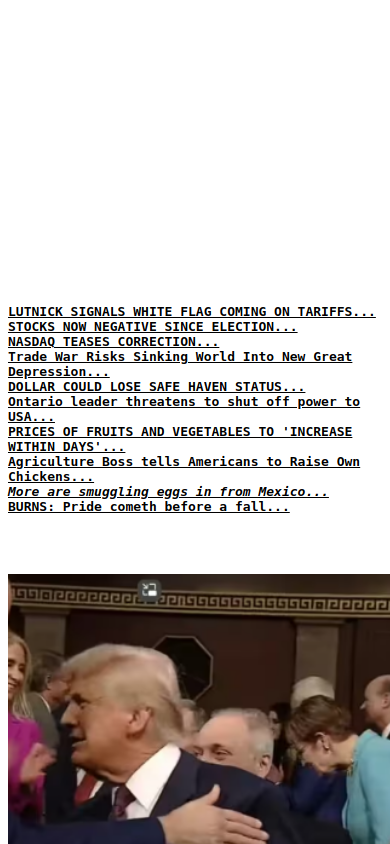 LUTNICK SIGNALS WHITE FLAG COMING ON TARIFFS...
STOCKS NOW NEGATIVE SINCE ELECTION...
NASDAQ TEASES CORRECTION...
Trade War Risks Sinking World Into New Great
Depression...
DOLLAR COULD LOSE SAFE HAVEN STATUS...
Ontario leader threatens to shut off power to
USA...
PRICES OF FRUITS AND VEGETABLES TO 'INCREASE
WITHIN DAYS'...
Agriculture Boss tells Americans to Raise Own
Chickens...
More are smuggling eggs in from Mexico...
BURNS: Pride cometh before a fall...